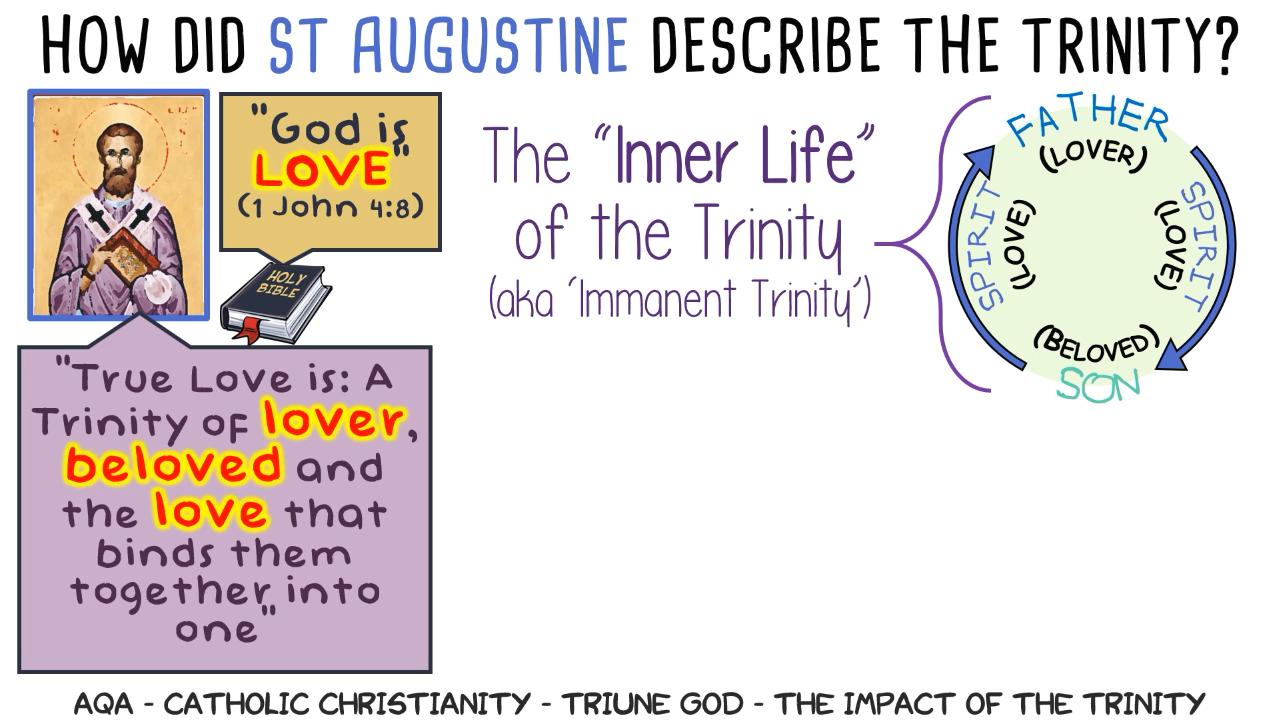 HOW DID ST AUGUSTINE DESCRIBE THE TRINITY?
"God is
LOVE"
(1 John 4:8)
HOLY
BIBLE
"True Love is: A
Trinity of lover,
beloved and
the love that
binds them
together into
one"
The "Inner Life"
of the Trinity
(aka 'Immanent Trinity')
FATHER
(LOVER)
SPIRIT
(LOVE)
SPIRIT
(LOVE)
(BELOVED)
SON
AQA - CATHOLIC CHRISTIANITY - TRIUNE GOD - THE IMPACT OF THE TRINITY